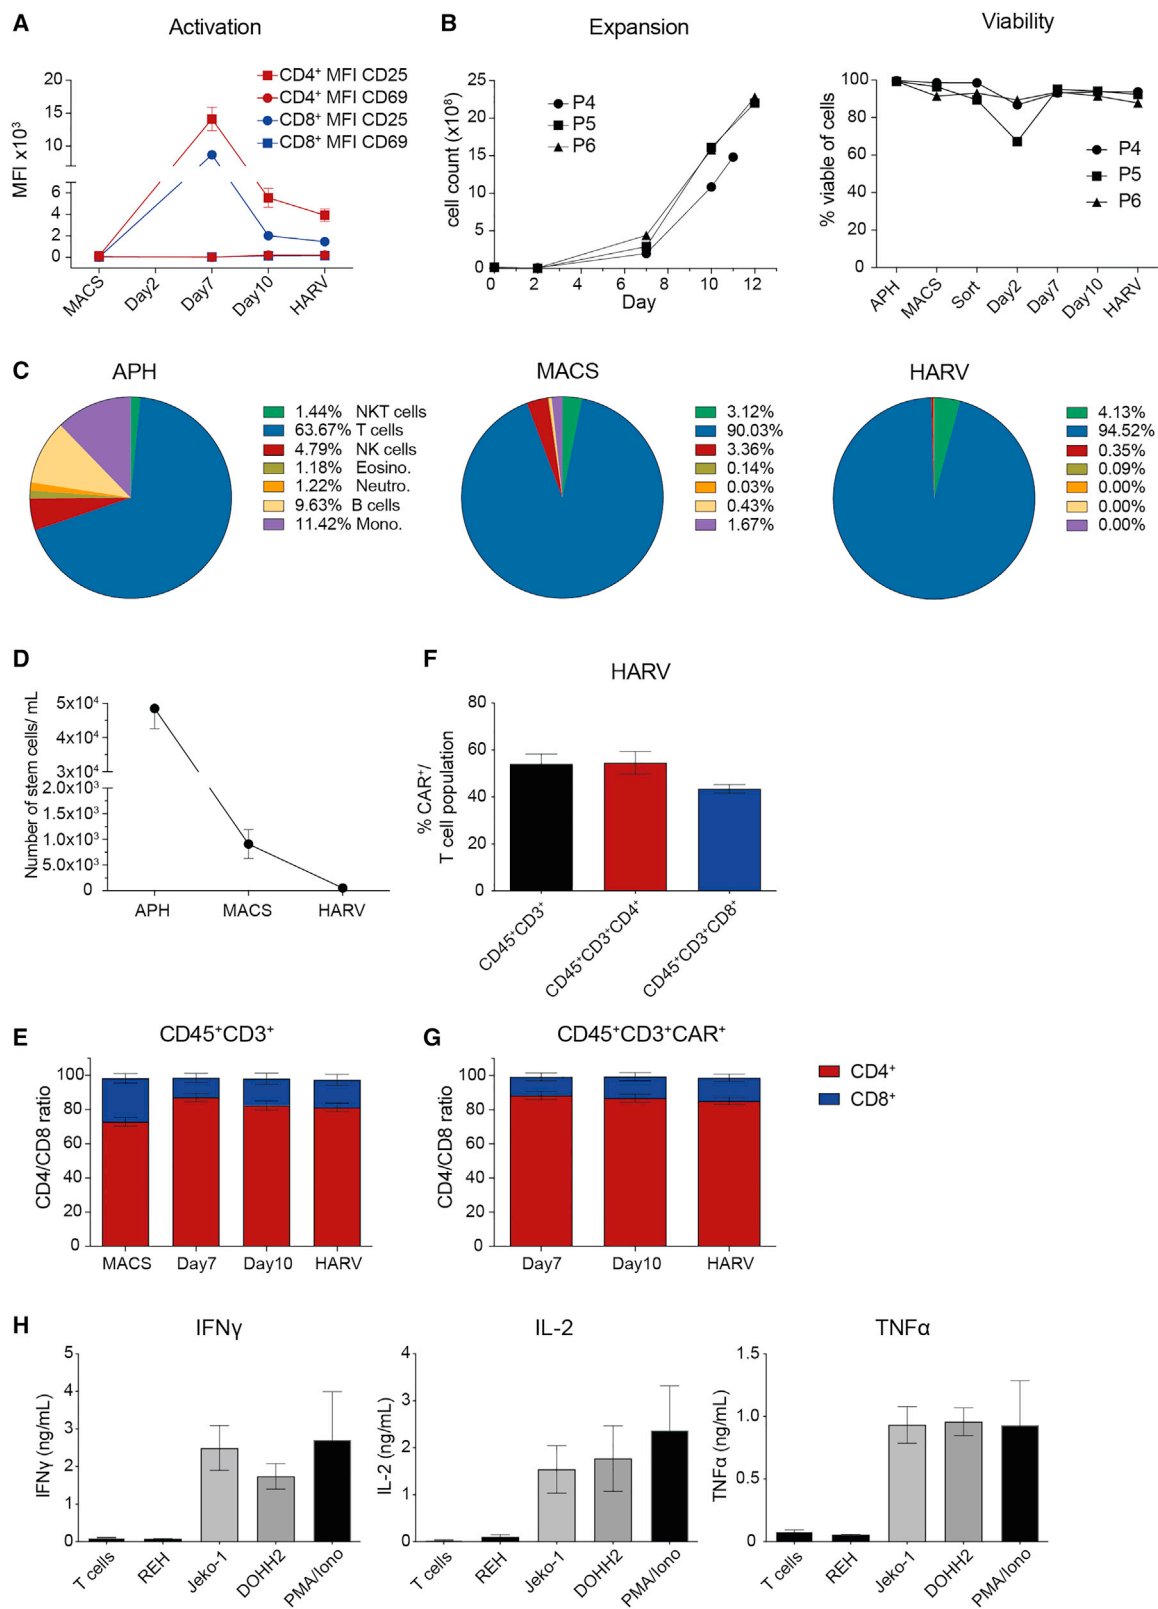 A
Activation
MFI x10³
20
15
10
6
4
2
0
CD4⁺ MFI CD25
CD4⁺ MFI CD69
CD8⁺ MFI CD25
CD8⁺ MFI CD69
MACS
Day2
Day7
Day10
HARV
B
Expansion
cell count (x10⁸)
25
20
15
10
5
0
P4
P5
P6
0 2 4 6 8 10 12
Day
Viability
% viable of cells
100
80
60
40
20
0
P4
P5
P6
APH
MACS
Sort
Day2
Day7
Day10
HARV
C
APH
1.44% NKT cells
63.67% T cells
4.79% NK cells
1.18% Eosino.
1.22% Neutro.
9.63% B cells
11.42% Mono.
MACS
3.12%
90.03%
3.36%
0.14%
0.03%
0.43%
1.67%
HARV
4.13%
94.52%
0.35%
0.09%
0.00%
0.00%
0.00%
D
Number of stem cells/ mL
5x10⁴
4x10⁴
3x10⁴
2.0x10³
1.5x10³
1.0x10³
5.0x10³
0
APH
MACS
HARV
F
HARV
% CAR⁺/
T cell population
80
60
40
20
0
CD45⁺CD3⁺
CD45⁺CD3⁺CD4⁺
CD45⁺CD3⁺CD8⁺
E
CD45⁺CD3⁺
CD4/CD8 ratio
100
80
60
40
20
0
MACS
Day7
Day10
HARV
G
CD45⁺CD3⁺CAR⁺
CD4/CD8 ratio
100
80
60
40
20
0
Day7
Day10
HARV
CD4⁺
CD8⁺
H
IFNγ
IFNγ (ng/mL)
5
4
3
2
1
0
T cells
REH
Jeko-1
DOHH2
PMA/Iono
IL-2
IL-2 (ng/mL)
4
3
2
1
0
T cells
REH
Jeko-1
DOHH2
PMA/Iono
TNFα
TNFα (ng/mL)
1.5
1.0
0.5
0
T cells
REH
Jeko-1
DOHH2
PMA/Iono